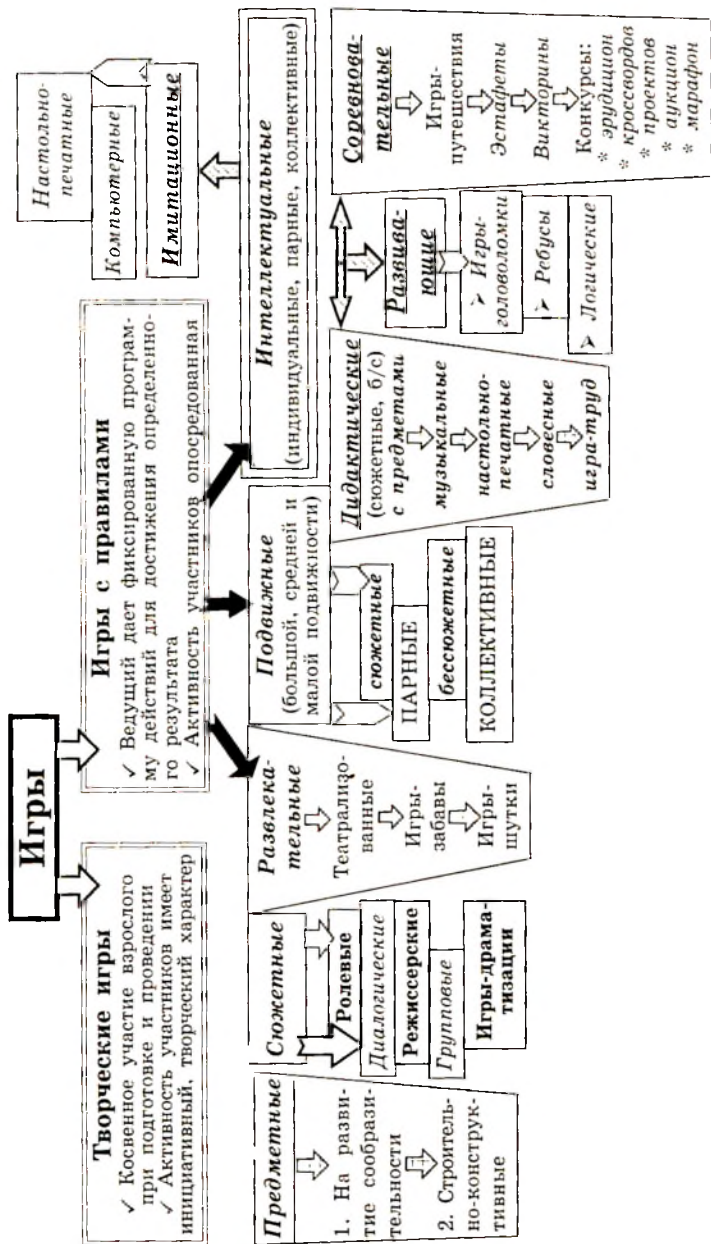 Игры
Творческие игры
✓ Косвенное участие взрослого
при подготовке и проведении
✓ Активность участников имеет
инициативный, творческий характер
Игры с правилами
✓ Ведущий дает фиксированную програм-
му действий для достижения определенно-
го результата
✓ Активность участников опосредованная
Настольно-
печатные
Компьютерные
Имитационные
Предметные
1. На разви-
тие сообрази-
тельности
2. Строитель-
но-конструк-
тивные
Сюжетные
Ролевые
Диалогические
Режиссерские
Групповые
Игры-драма-
тизации
Развлека-
тельные
Театрализо-
ванные
Игры-
забавы
Игры-
шутки
Подвижные
(большой, средней и
малой подвижности)
сюжетные
ПАРНЫЕ
бессюжетные
КОЛЛЕКТИВНЫЕ
Интеллектуальные
(индивидуальные, парные, коллективные)
Дидактические
(сюжетные, б/с)
с предметами
музыкальные
настольно-
печатные
словесные
игра-труд
Развива-
ющие
➢ Игры-
головоломки
➢ Ребусы
➢ Логические
Соревнова-
тельные
Игры-
путешествия
Эстафеты
Викторины
Конкурсы:
* эрудицион
* кроссвордов
* проектов
* аукцион
* марафон